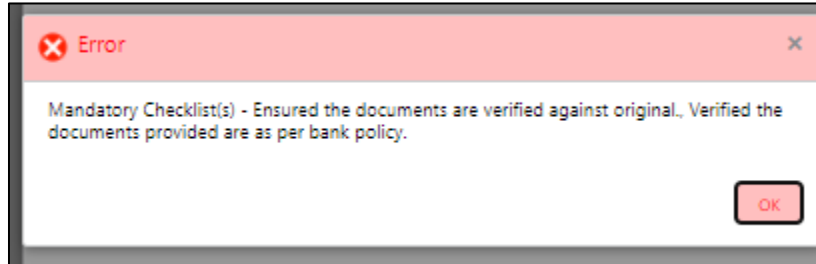 Error
Mandatory Checklist(s) - Ensured the documents are verified against original., Verified the
documents provided are as per bank policy.
OK